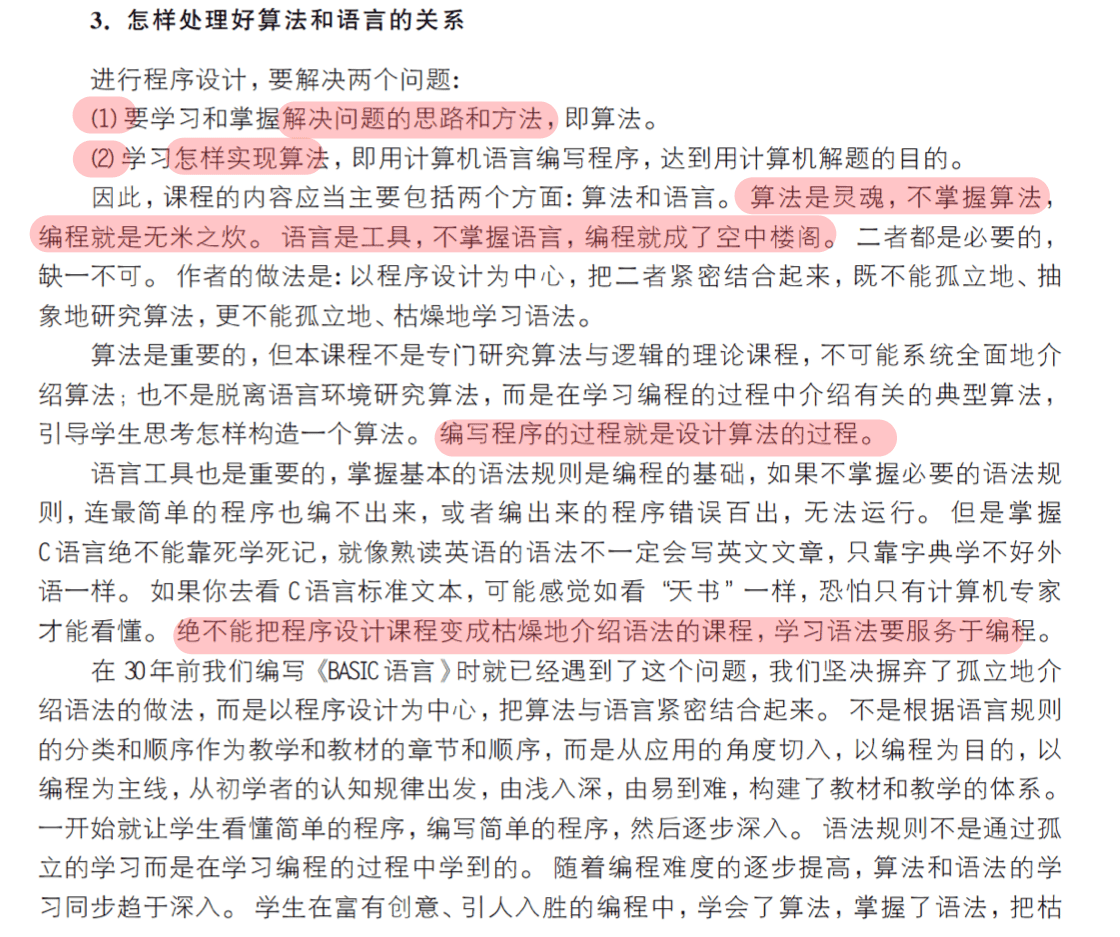 3. 怎样处理好算法和语言的关系
进行程序设计,要解决两个问题:
(1)要学习和掌握解决问题的思路和方法,即算法。
(2)学习怎样实现算法,即用计算机语言编写程序,达到用计算机解题的目的。
因此,课程的内容应当主要包括两个方面:算法和语言。算法是灵魂,不掌握算法,
编程就是无米之炊。语言是工具,不掌握语言,编程就成了空中楼阁。二者都是必要的,
缺一不可。作者的做法是:以程序设计为中心,把二者紧密结合起来,既不能孤立地、抽
象地研究算法,更不能孤立地、枯燥地学习语法。
算法是重要的,但本课程不是专门研究算法与逻辑的理论课程,不可能系统全面地介
绍算法;也不是脱离语言环境研究算法,而是在学习编程的过程中介绍有关的典型算法,
引导学生思考怎样构造一个算法。编写程序的过程就是设计算法的过程。
语言工具也是重要的,掌握基本的语法规则是编程的基础,如果不掌握必要的语法规
则,连最简单的程序也编不出来,或者编出来的程序错误百出,无法运行。但是掌握
C语言绝不能靠死学死记,就像熟读英语的语法不一定会写英文文章,只靠字典学不好外
语一样。如果你去看C语言标准文本,可能感觉如看“天书”一样,恐怕只有计算机专家
才能看懂。绝不能把程序设计课程变成枯燥地介绍语法的课程,学习语法要服务于编程。
在30年前我们编写《BASIC语言》时就已经遇到了这个问题,我们坚决摒弃了孤立地介
绍语法的做法,而是以程序设计为中心,把算法与语言紧密结合起来。不是根据语言规则
的分类和顺序作为教学和教材的章节和顺序,而是从应用的角度切入,以编程为目的,以
编程为主线,从初学者的认知规律出发,由浅入深,由易到难,构建了教材和教学的体系。
一开始就让学生看懂简单的程序,编写简单的程序,然后逐步深入。语法规则不是通过孤
立的学习而是在学习编程的过程中学到的。随着编程难度的逐步提高,算法和语法的学
习同步趋于深入。学生在富有创意、引人入胜的编程中,学会了算法,掌握了语法,把枯